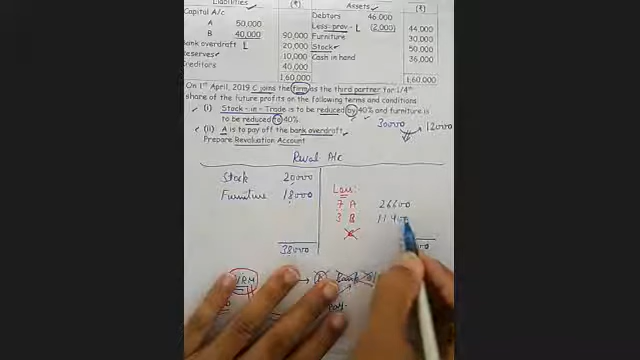 Liabilities (₹) Assets (₹)
Capital A/c Debtors 46,000
A 50,000 Less: prov - L (2,000) 44,000
B 40,000 90,000 Furniture 30,000
Bank overdraft L 20,000 Stock 50,000
Reserves 10,000 Cash in hand 36,000
Creditors 40,000
1,60,000 1,60,000
On 1st April, 2019 C joins the firm as the third partner for 1/4th
share of the future profits on the following terms and conditions
(i) Stock - in - Trade is to be reduced by 40% and furniture is
to be reduced to 40%. 30000 12000
(ii) A is to pay off the bank overdraft
Prepare Revaluation Account
Reval A/c
Stock 20000 Loss:
Furniture 18000 7 A 26600
3 B 11400
38000